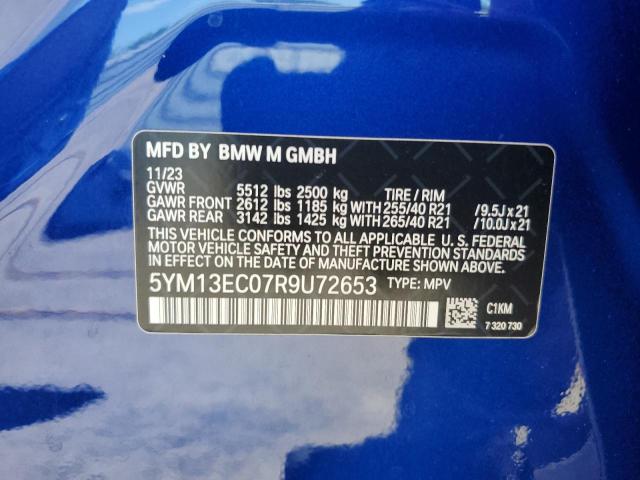 MFD BY BMW M GMBH
11/23
GVWR 5512 lbs 2500 kg TIRE / RIM
GAWR FRONT 2612 lbs 1185 kg WITH 255/40 R21 /9.5J x 21
GAWR REAR 3142 lbs 1425 kg WITH 265/40 R21 /10.0J x 21
THIS VEHICLE CONFORMS TO ALL APPLICABLE U. S. FEDERAL
MOTOR VEHICLE SAFETY AND THEFT PREVENTION STANDARDS
IN EFFECT ON THE DATE OF MANUFACTURE SHOWN ABOVE.
5YM13EC07R9U72653 TYPE: MPV
C1KM
7 320 730